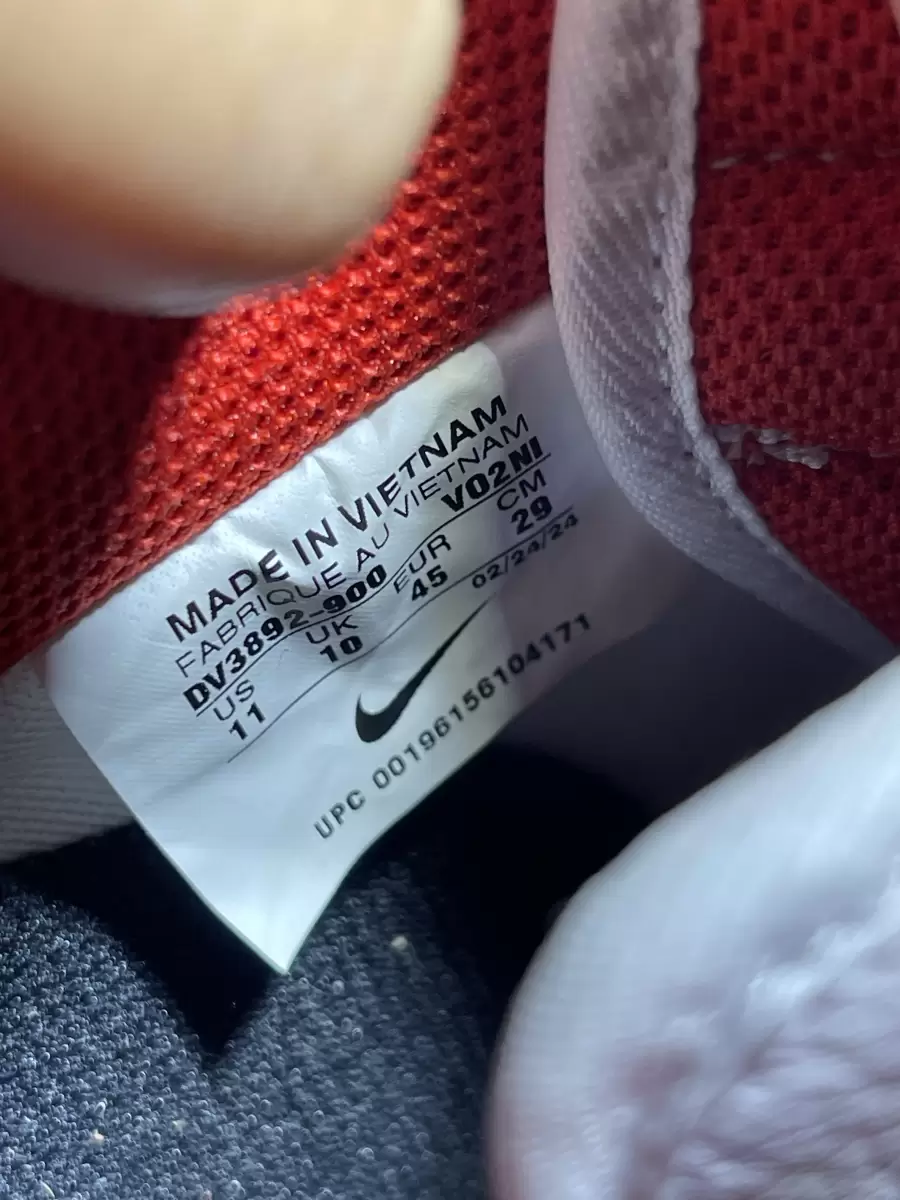 MADE IN VIETNAM
FABRIQUE AU VIETNAM
DV3892-900 VO2NI
US UK EUR CM
11 10 45 29
02/24/24
UPC 00196156104171